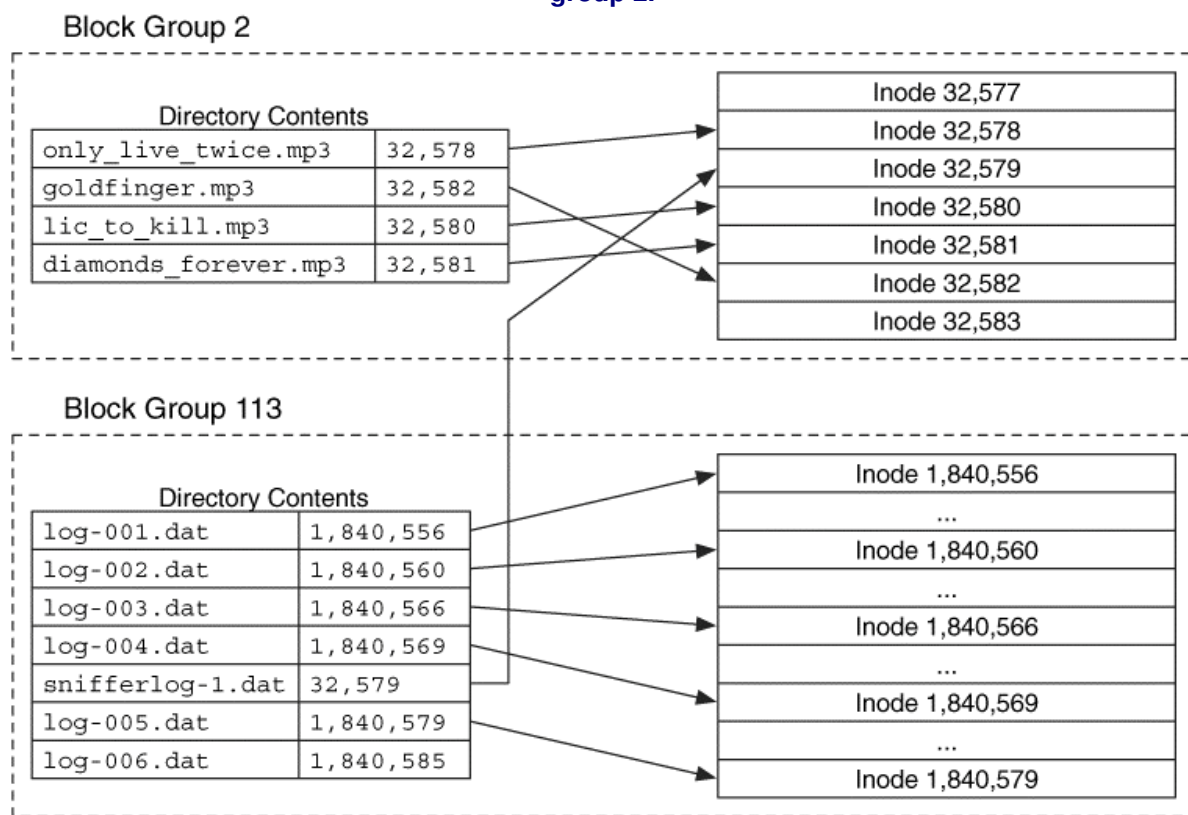 group 2.
Block Group 2
Directory Contents
only_live_twice.mp3 32,578
goldfinger.mp3 32,582
lic_to_kill.mp3 32,580
diamonds_forever.mp3 32,581
Inode 32,577
Inode 32,578
Inode 32,579
Inode 32,580
Inode 32,581
Inode 32,582
Inode 32,583
Block Group 113
Directory Contents
log-001.dat 1,840,556
log-002.dat 1,840,560
log-003.dat 1,840,566
log-004.dat 1,840,569
snifferlog-1.dat 32,579
log-005.dat 1,840,579
log-006.dat 1,840,585
Inode 1,840,556
...
Inode 1,840,560
...
Inode 1,840,566
...
Inode 1,840,569
...
Inode 1,840,579